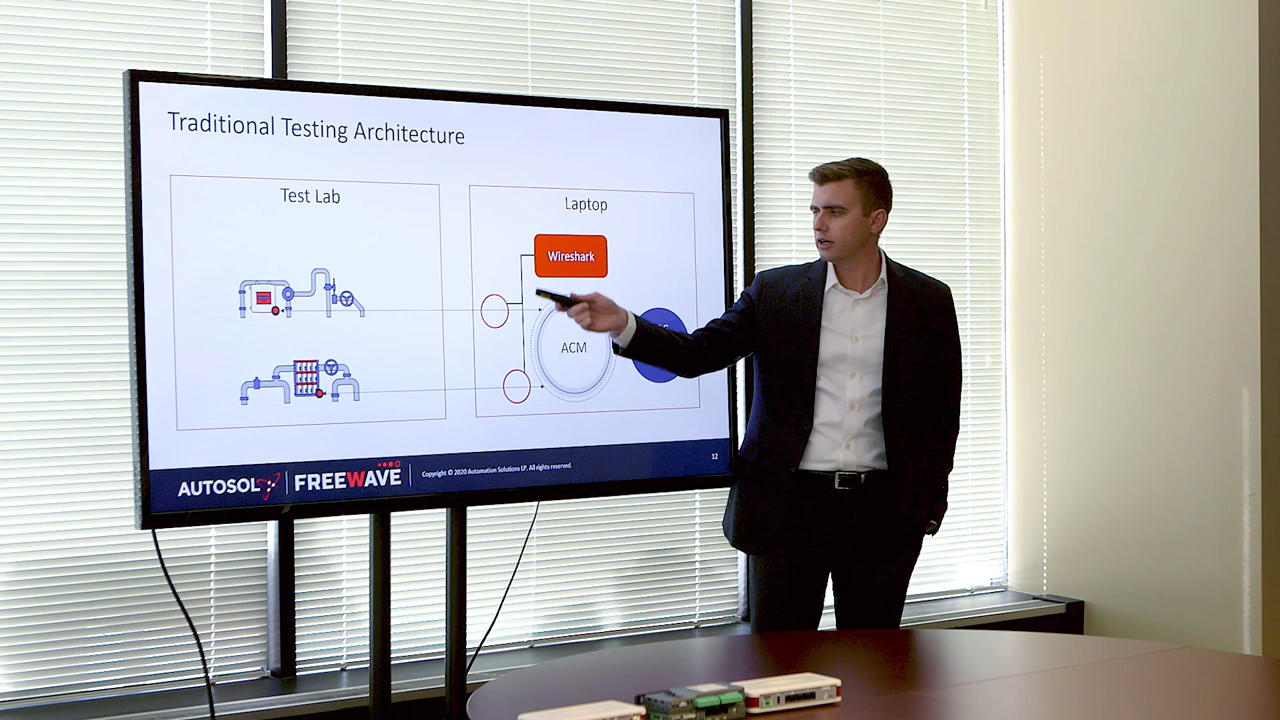 Traditional Testing Architecture
Test Lab
Laptop
Wireshark
ACM
12
AUTOSOL
FREEWAVE
Copyright © 2020 Automation Solutions LP. All rights reserved.